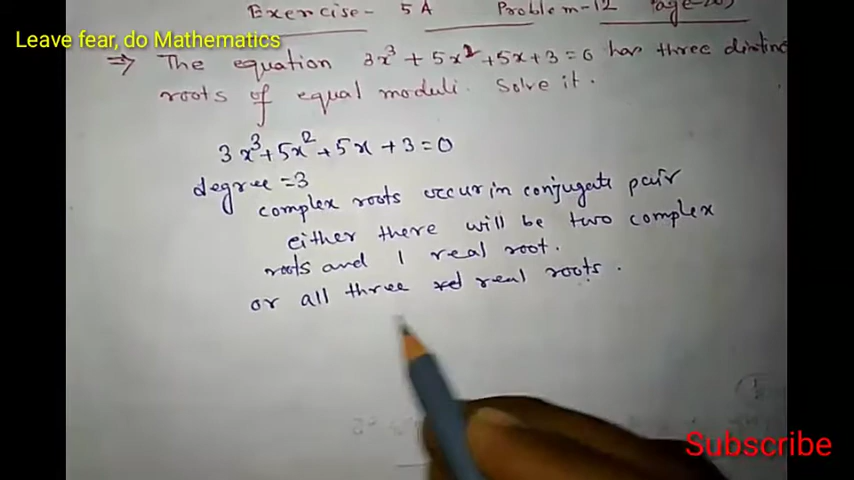 Exercise- 5A Problem-12
Leave fear, do Mathematics
⇒ The equation 3x³ + 5x² + 5x + 3 = 0 has three distinc
roots of equal moduli. Solve it.
3x³ + 5x² + 5x + 3 = 0
degree = 3
complex roots occur in conjugate pair
either there will be two complex
roots and 1 real root.
or all three real roots.
Subscribe